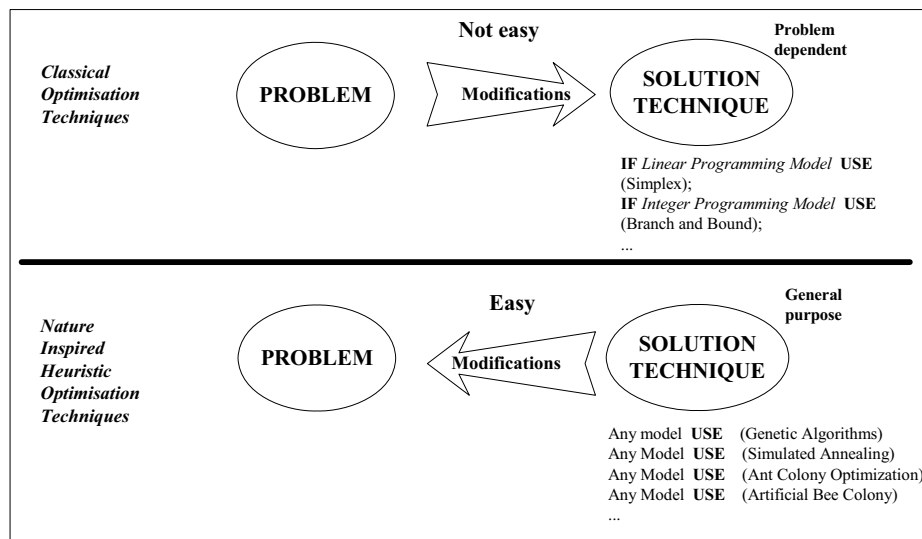 Classical
Optimisation
Techniques
PROBLEM
Not easy
Modifications
Problem
dependent
SOLUTION
TECHNIQUE
IF Linear Programming Model USE
(Simplex);
IF Integer Programming Model USE
(Branch and Bound);
...
Nature
Inspired
Heuristic
Optimisation
Techniques
PROBLEM
Easy
Modifications
General
purpose
SOLUTION
TECHNIQUE
Any model USE (Genetic Algorithms)
Any Model USE (Simulated Annealing)
Any Model USE (Ant Colony Optimization)
Any Model USE (Artificial Bee Colony)
...